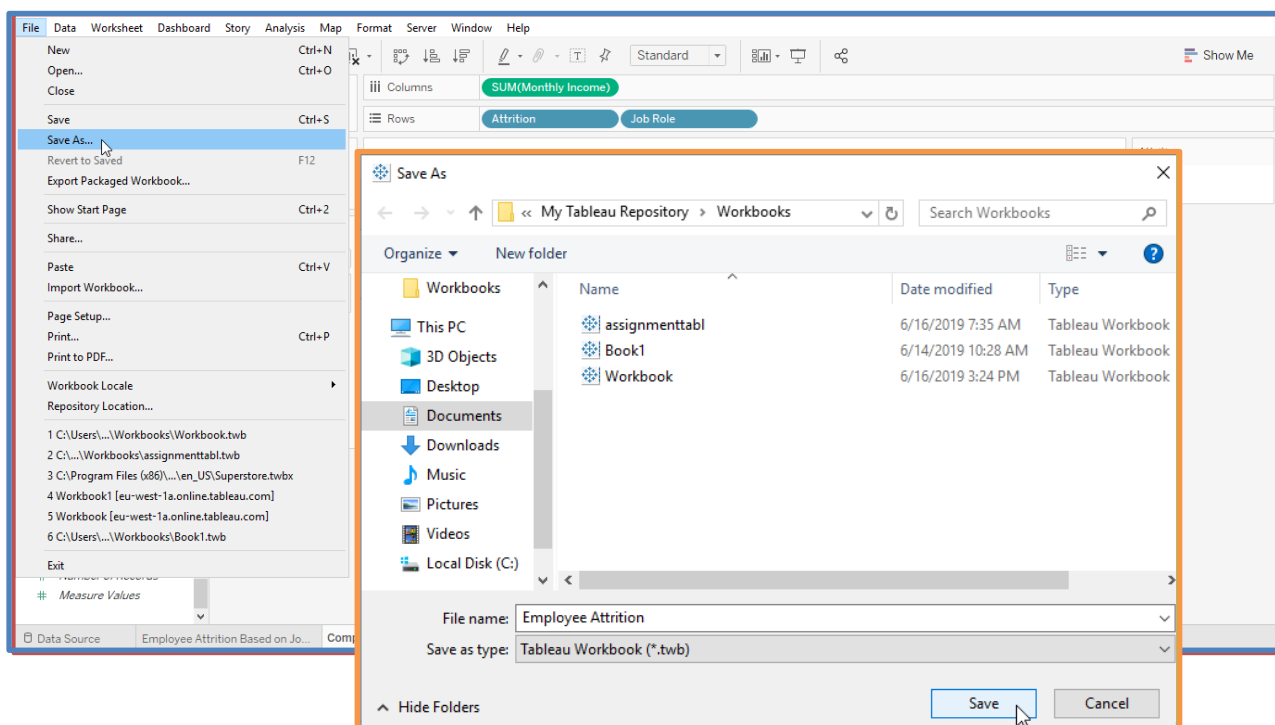 File Data Worksheet Dashboard Story Analysis Map Format Server Window Help
New Ctrl+N
Open... Ctrl+O
Close
Save Ctrl+S
Save As...
Revert to Saved F12
Export Packaged Workbook...
Show Start Page Ctrl+2
Share...
Paste Ctrl+V
Import Workbook...
Page Setup...
Print... Ctrl+P
Print to PDF...
Workbook Locale
Repository Location...
1 C:\Users\...\Workbooks\Workbook.twb
2 C:\...\Workbooks\assignmenttabl.twb
3 C:\Program Files (x86)\...\en_US\Superstore.twbx
4 Workbook1 [eu-west-1a.online.tableau.com]
5 Workbook [eu-west-1a.online.tableau.com]
6 C:\Users\...\Workbooks\Book1.twb
Exit
# Measure Values
Data Source Employee Attrition Based on Jo... Comp
Standard Show Me
Columns SUM(Monthly Income)
Rows Attrition Job Role
Save As
« My Tableau Repository > Workbooks Search Workbooks
Organize New folder
Workbooks
This PC
3D Objects
Desktop
Documents
Downloads
Music
Pictures
Videos
Local Disk (C:)
Name Date modified Type
assignmenttabl 6/16/2019 7:35 AM Tableau Workbook
Book1 6/14/2019 10:28 AM Tableau Workbook
Workbook 6/16/2019 3:24 PM Tableau Workbook
File name: Employee Attrition
Save as type: Tableau Workbook (*.twb)
Hide Folders Save Cancel